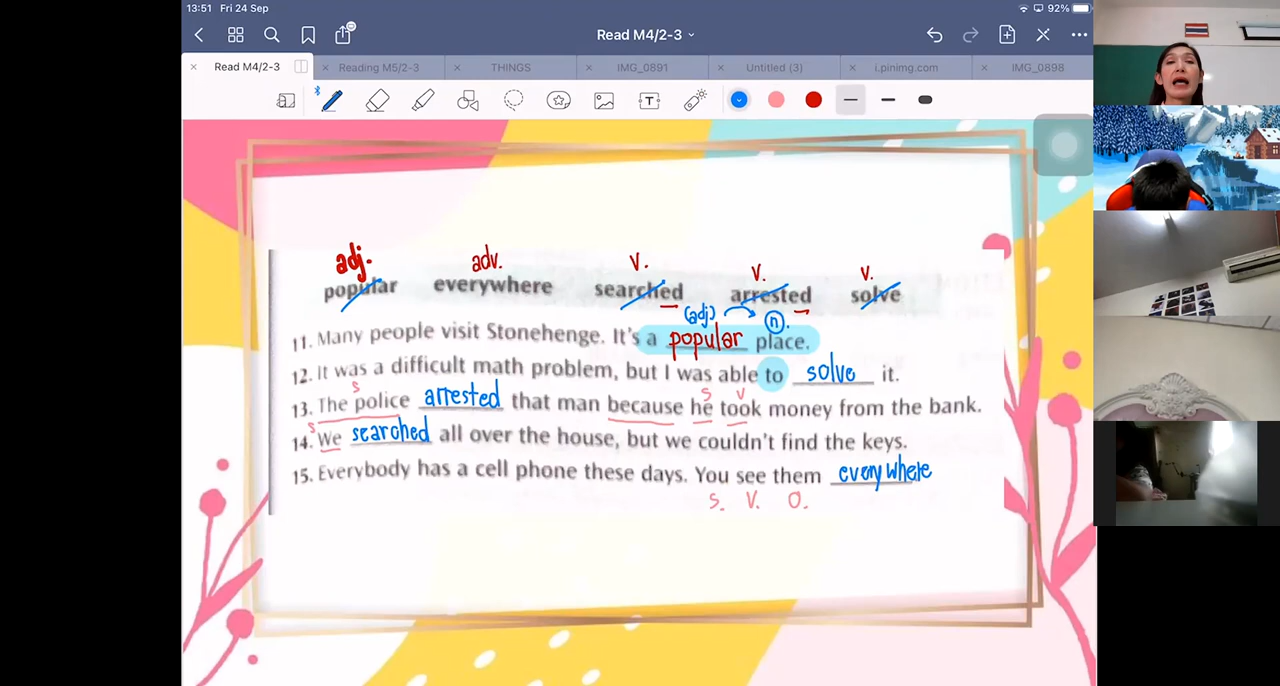 13:51 Fri 24 Sep 92%
Read M4/2-3
Read M4/2-3 Reading M5/2-3 THINGS IMG_0891 Untitled (3) i.pinimg.com IMG_0898
T
adj. adv. V. V. V.
popular everywhere searched arrested solve
(adj) n.
11. Many people visit Stonehenge. It's a popular place.
12. It was a difficult math problem, but I was able to solve it.
S S V
13. The police arrested that man because he took money from the bank.
S
14. We searched all over the house, but we couldn't find the keys.
15. Everybody has a cell phone these days. You see them everywhere
S. V. O.